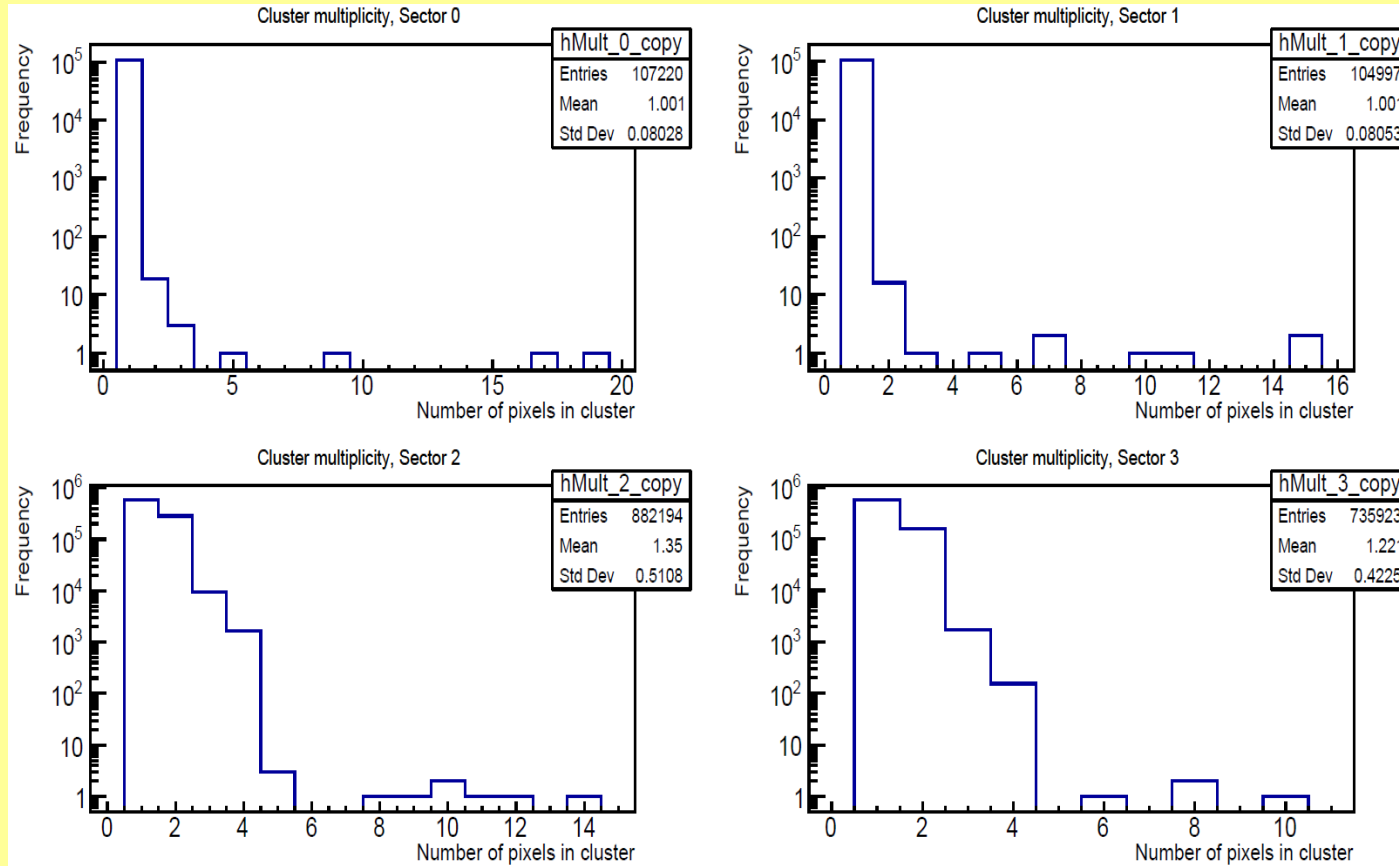 Cluster multiplicity, Sector 0
hMult_0_copy
Entries 107220
Mean 1.001
Std Dev 0.08028
Frequency
10^5
10^4
10^3
10^2
10
1
0 5 10 15 20
Number of pixels in cluster
Cluster multiplicity, Sector 1
hMult_1_copy
Entries 104997
Mean 1.001
Std Dev 0.08053
Frequency
10^5
10^4
10^3
10^2
10
1
0 2 4 6 8 10 12 14 16
Number of pixels in cluster
Cluster multiplicity, Sector 2
hMult_2_copy
Entries 882194
Mean 1.35
Std Dev 0.5108
Frequency
10^6
10^5
10^4
10^3
10^2
10
1
0 2 4 6 8 10 12 14
Number of pixels in cluster
Cluster multiplicity, Sector 3
hMult_3_copy
Entries 735923
Mean 1.221
Std Dev 0.4225
Frequency
10^6
10^5
10^4
10^3
10^2
10
1
0 2 4 6 8 10
Number of pixels in cluster